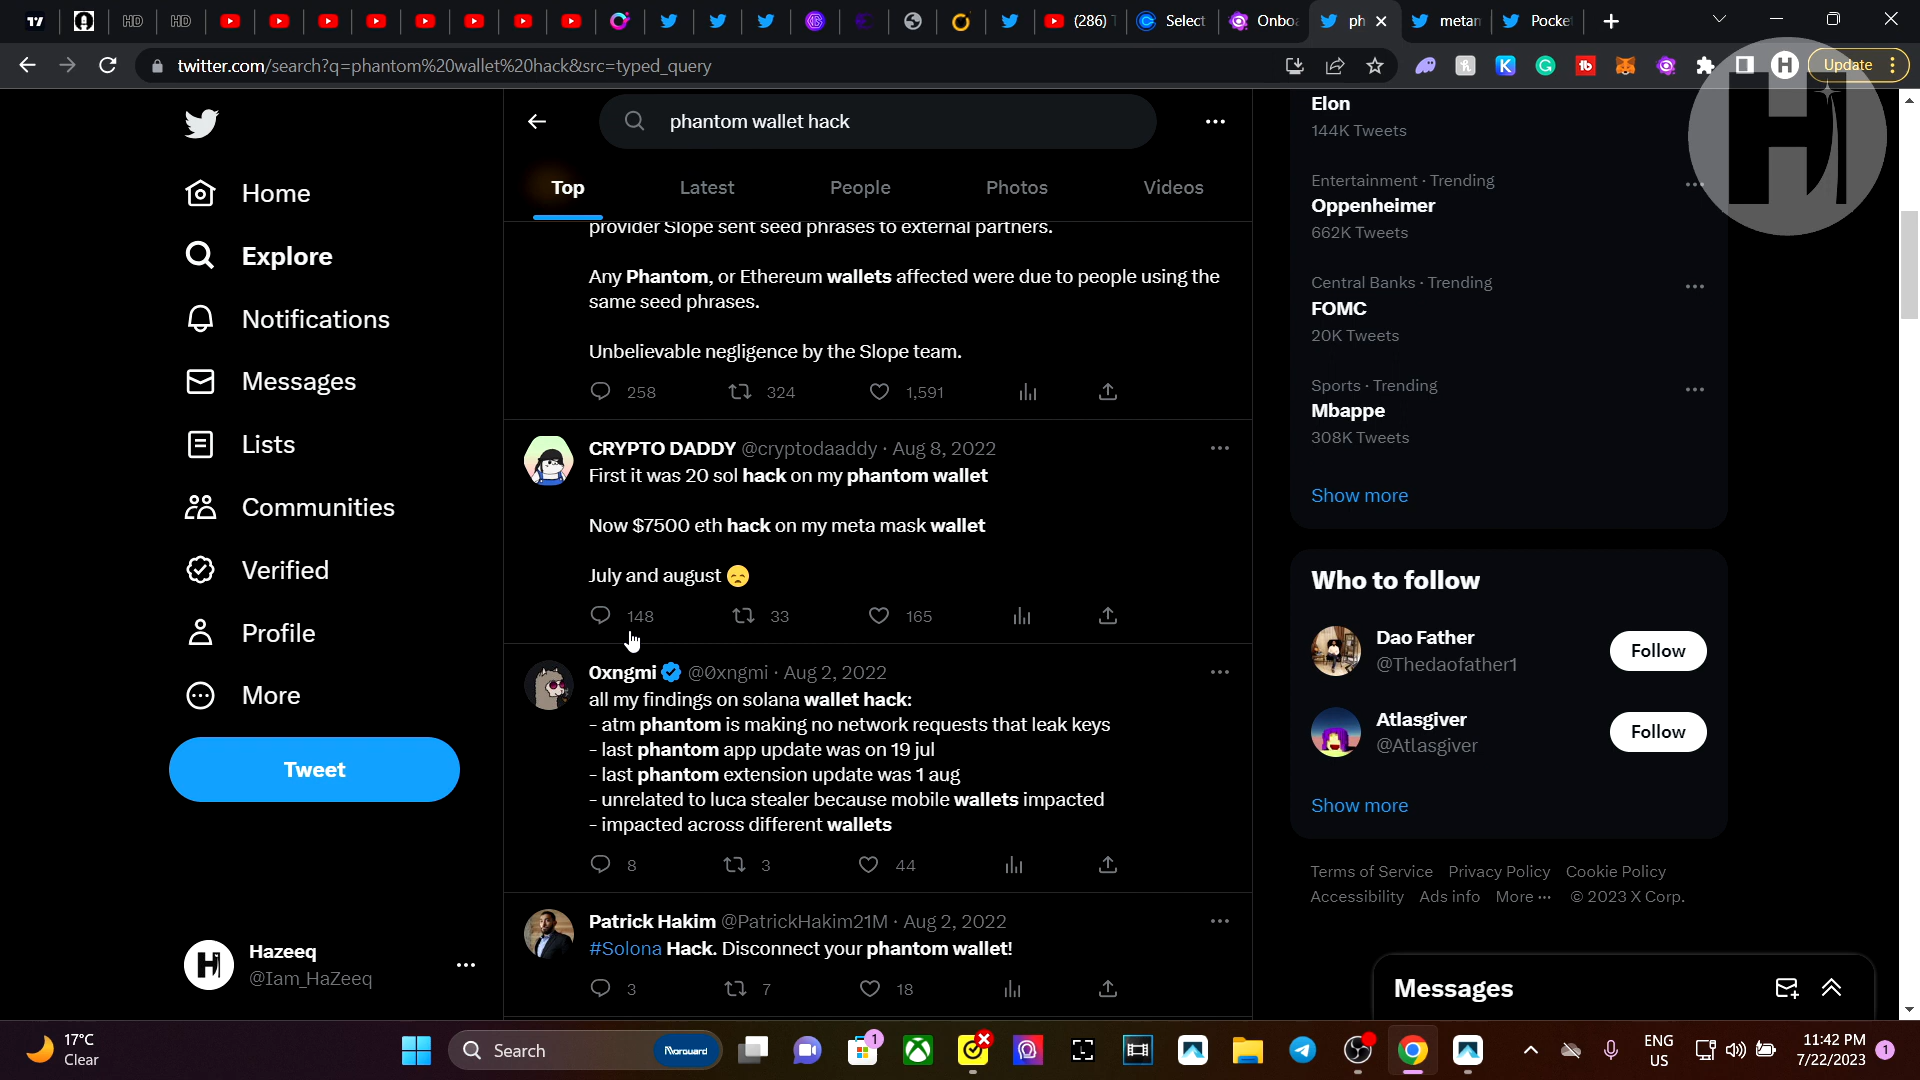 HD
HD
(286)
Select
Onbo
ph
metam
Pocke
twitter.com/search?q=phantom%20wallet%20hack&src=typed_query
Update
Home
Explore
Notifications
Messages
Lists
Communities
Verified
Profile
More
Tweet
Hazeeq
@Iam_HaZeeq
phantom wallet hack
Top
Latest
People
Photos
Videos
provider Slope sent seed phrases to external partners.
Any Phantom, or Ethereum wallets affected were due to people using the
same seed phrases.
Unbelievable negligence by the Slope team.
258
324
1,591
CRYPTO DADDY @cryptodaaddy · Aug 8, 2022
First it was 20 sol hack on my phantom wallet
Now $7500 eth hack on my meta mask wallet
July and august 😞
148
33
165
0xngmi @0xngmi · Aug 2, 2022
all my findings on solana wallet hack:
- atm phantom is making no network requests that leak keys
- last phantom app update was on 19 jul
- last phantom extension update was 1 aug
- unrelated to luca stealer because mobile wallets impacted
- impacted across different wallets
8
3
44
Patrick Hakim @PatrickHakim21M · Aug 2, 2022
#Solona Hack. Disconnect your phantom wallet!
3
7
18
Elon
144K Tweets
Entertainment · Trending
Oppenheimer
662K Tweets
Central Banks · Trending
FOMC
20K Tweets
Sports · Trending
Mbappe
308K Tweets
Show more
Who to follow
Dao Father
@Thedaofather1
Follow
Atlasgiver
@Atlasgiver
Follow
Show more
Terms of Service Privacy Policy Cookie Policy
Accessibility Ads info More ··· © 2023 X Corp.
Messages
17°C
Clear
Search
1
ENG
US
11:42 PM
7/22/2023
1